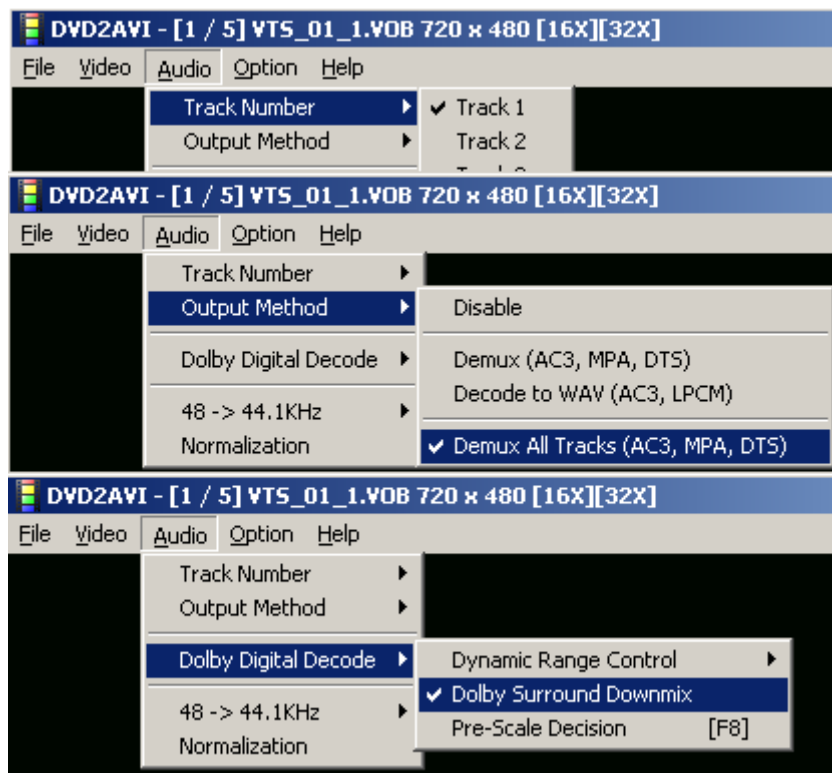 DVD2AVI - [1 / 5] VTS_01_1.VOB 720 x 480 [16X][32X]
File Video Audio Option Help
Track Number Track 1
Output Method Track 2
DVD2AVI - [1 / 5] VTS_01_1.VOB 720 x 480 [16X][32X]
File Video Audio Option Help
Track Number
Output Method Disable
Dolby Digital Decode Demux (AC3, MPA, DTS)
Decode to WAV (AC3, LPCM)
48 -> 44.1KHz
Normalization Demux All Tracks (AC3, MPA, DTS)
DVD2AVI - [1 / 5] VTS_01_1.VOB 720 x 480 [16X][32X]
File Video Audio Option Help
Track Number
Output Method
Dolby Digital Decode Dynamic Range Control
Dolby Surround Downmix
48 -> 44.1KHz Pre-Scale Decision [F8]
Normalization